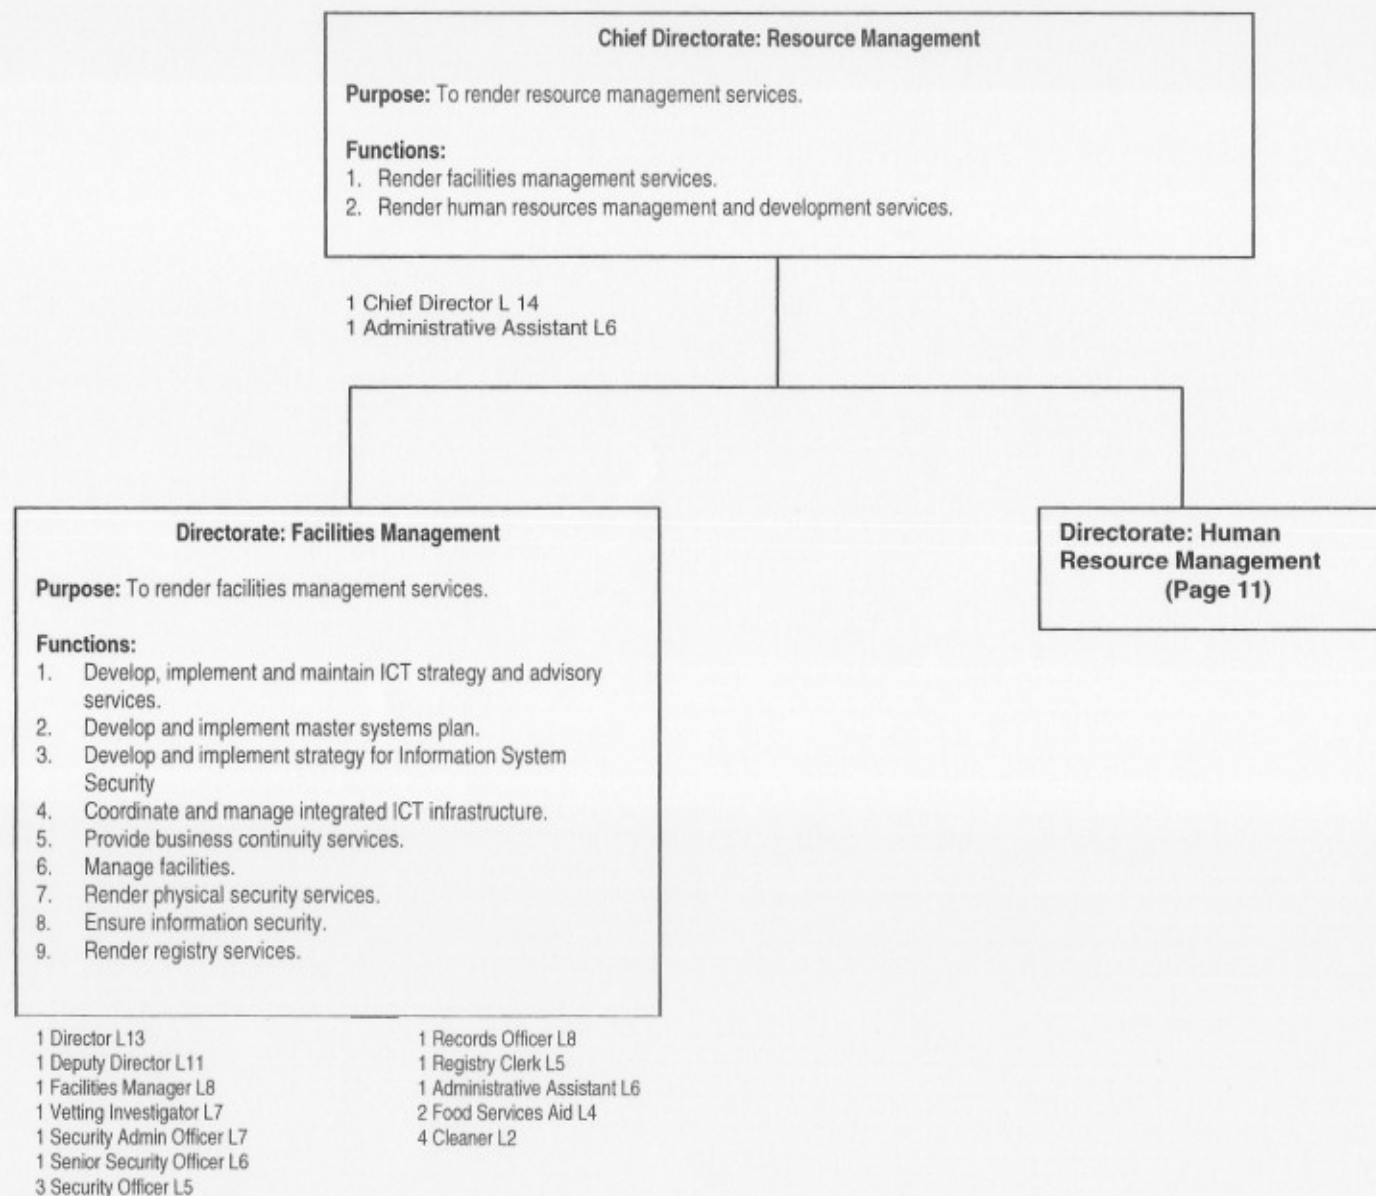 Chief Directorate: Resource Management
Purpose: To render resource management services.
Functions:
1. Render facilities management services.
2. Render human resources management and development services.
1 Chief Director L 14
1 Administrative Assistant L6
Directorate: Facilities Management
Purpose: To render facilities management services.
Functions:
1. Develop, implement and maintain ICT strategy and advisory
services.
2. Develop and implement master systems plan.
3. Develop and implement strategy for Information System
Security
4. Coordinate and manage integrated ICT infrastructure.
5. Provide business continuity services.
6. Manage facilities.
7. Render physical security services.
8. Ensure information security.
9. Render registry services.
1 Director L13
1 Deputy Director L11
1 Facilities Manager L8
1 Vetting Investigator L7
1 Security Admin Officer L7
1 Senior Security Officer L6
3 Security Officer L5
1 Records Officer L8
1 Registry Clerk L5
1 Administrative Assistant L6
2 Food Services Aid L4
4 Cleaner L2
Directorate: Human
Resource Management
(Page 11)